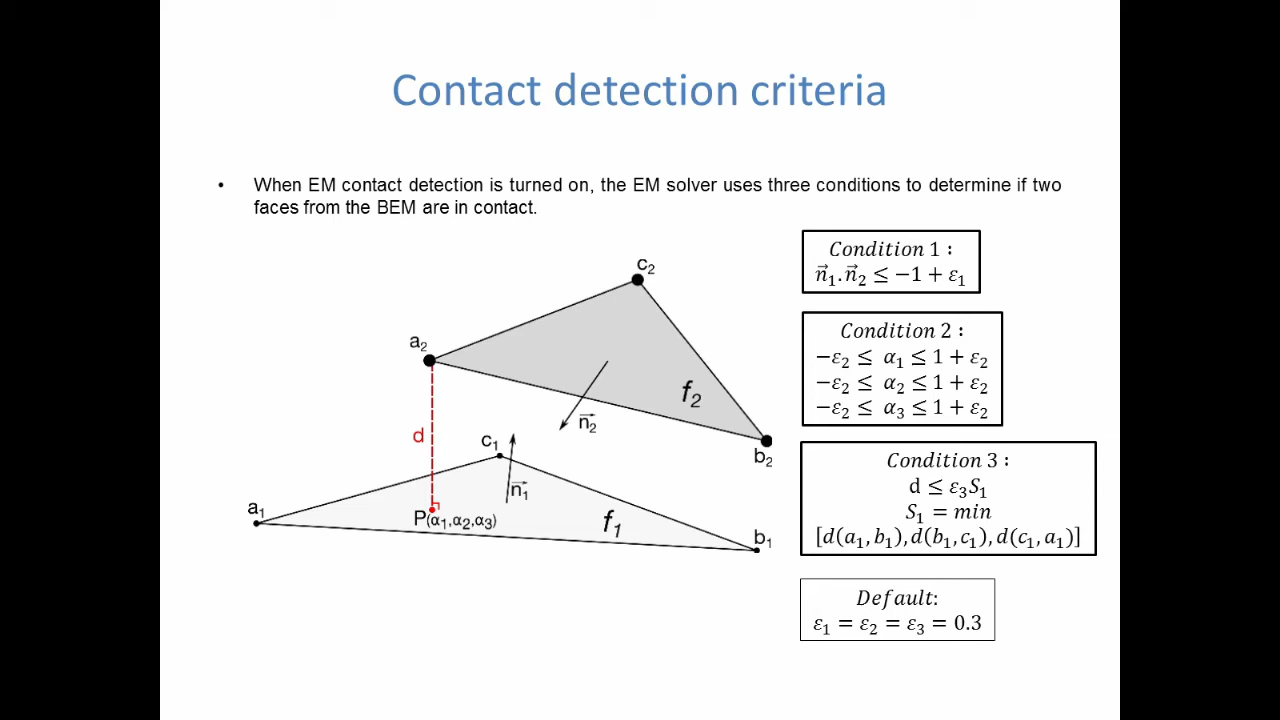 Contact detection criteria
• When EM contact detection is turned on, the EM solver uses three conditions to determine if two
faces from the BEM are in contact.
c₂
a₂
f₂
n⃗₂
b₂
d
c₁
n⃗₁
a₁
P(α₁,α₂,α₃)
f₁
b₁
Condition 1 :
n⃗₁.n⃗₂ ≤ −1 + ε₁
Condition 2 :
−ε₂ ≤ α₁ ≤ 1 + ε₂
−ε₂ ≤ α₂ ≤ 1 + ε₂
−ε₂ ≤ α₃ ≤ 1 + ε₂
Condition 3 :
d ≤ ε₃S₁
S₁ = min
[d(a₁, b₁), d(b₁, c₁), d(c₁, a₁)]
Default:
ε₁ = ε₂ = ε₃ = 0.3